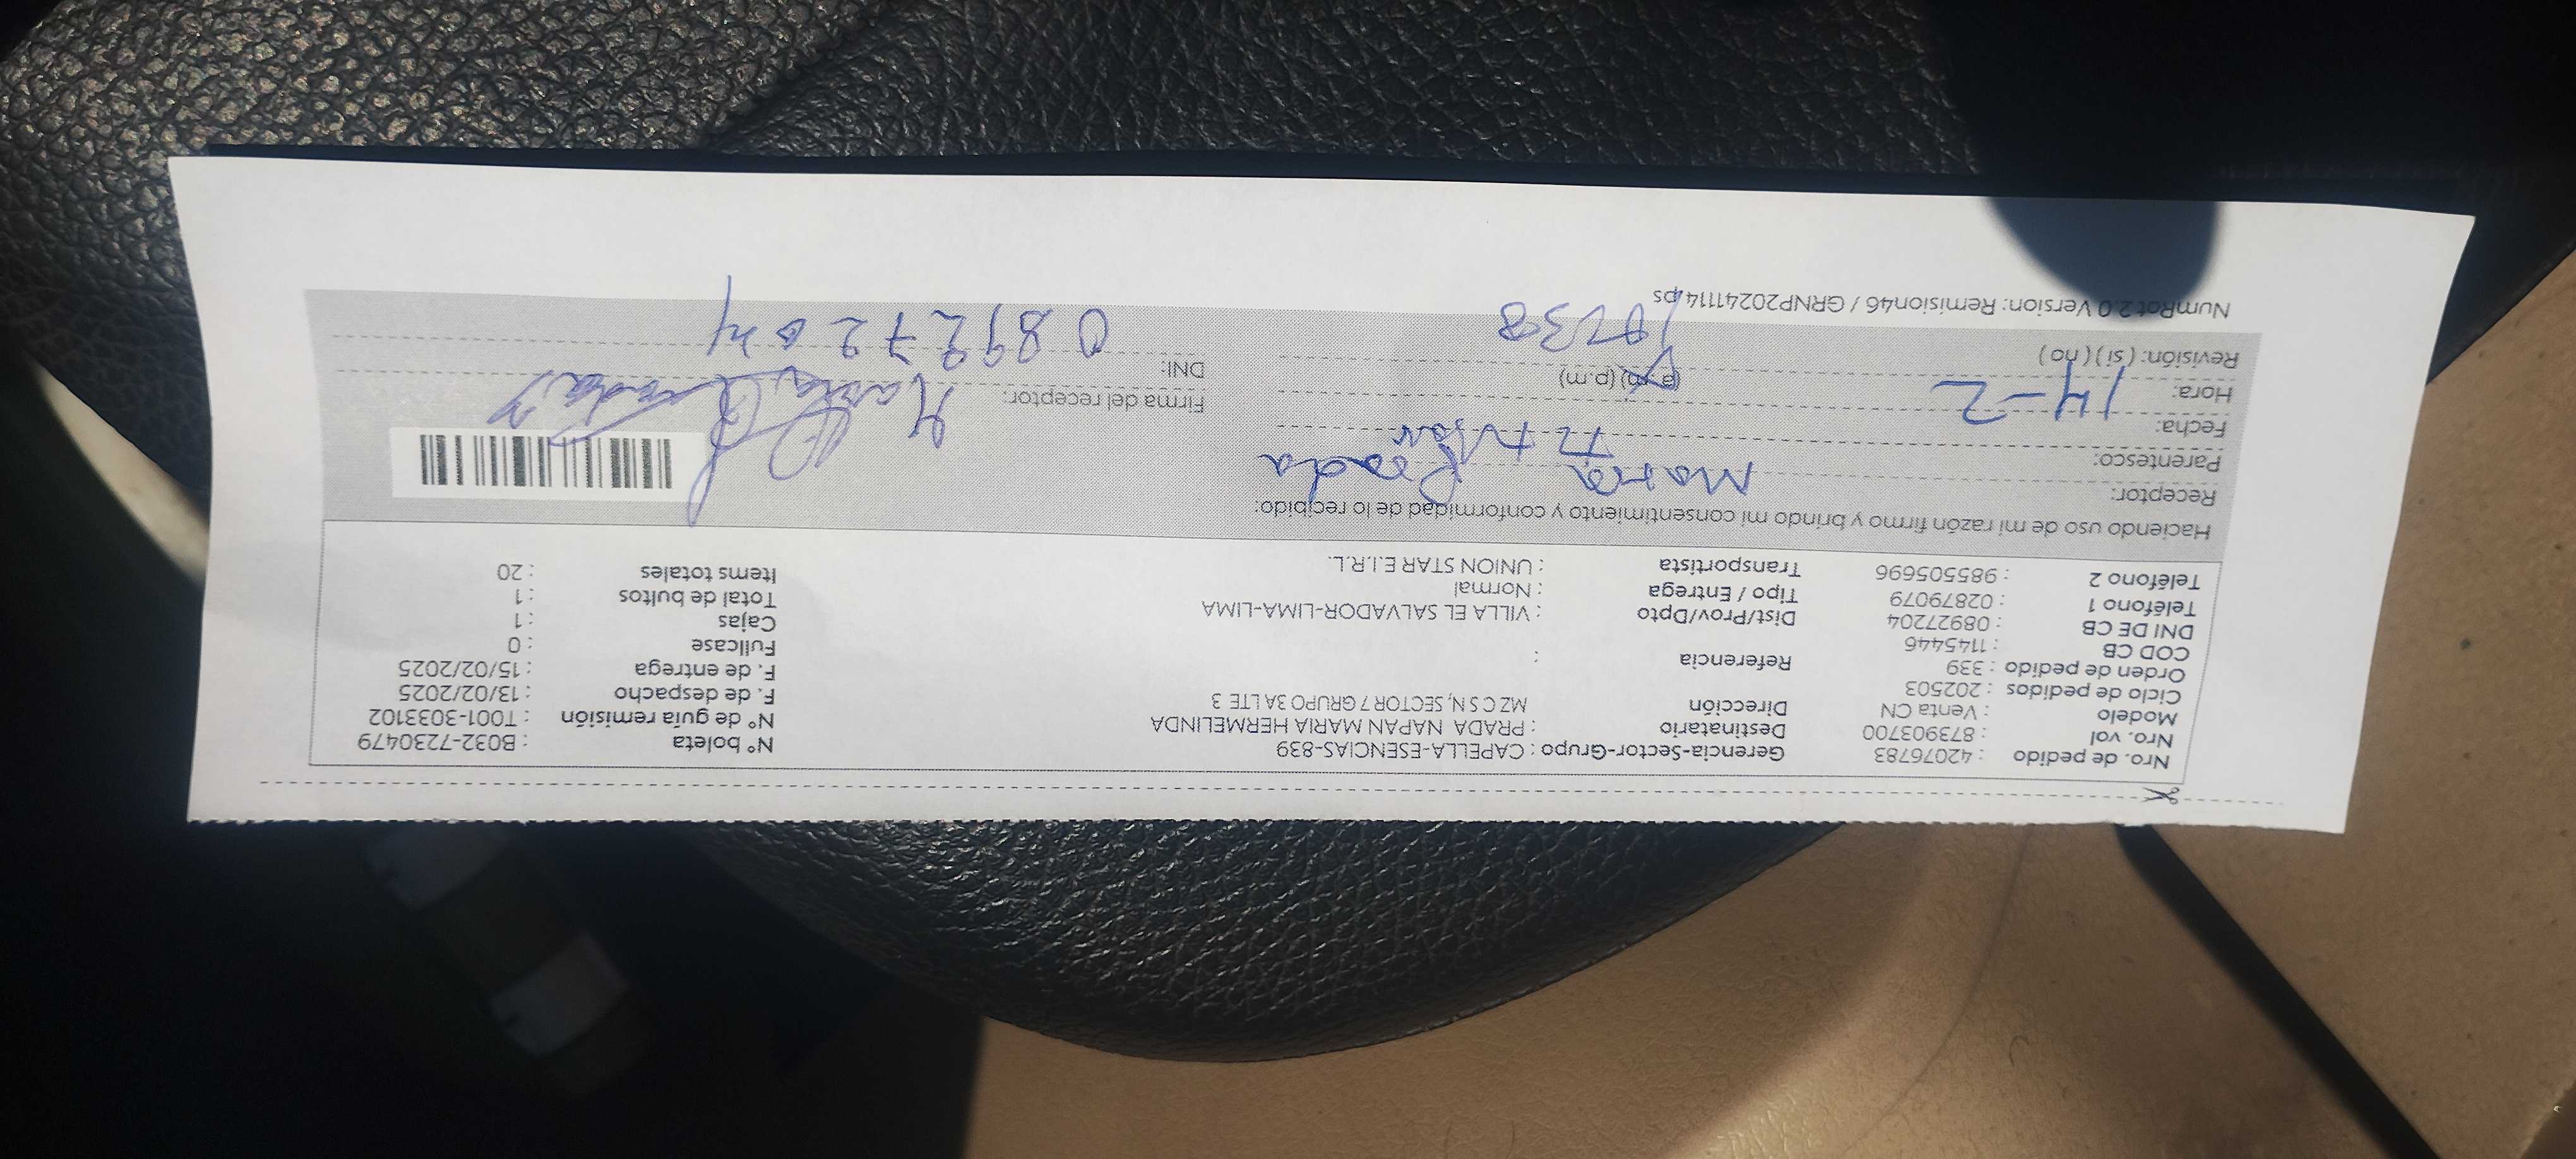 Nro. de pedido : 42076783 Gerencia-Sector-Grupo : CAPELLA-ESENCIAS-839 N° boleta : B032-7230479
Nro. vol : 873903700 Destinatario : PRADA NAPAN MARIA HERMELINDA N° de guía remisión : T001-3033102
Modelo : Venta CN Dirección MZ C S N, SECTOR 7 GRUPO 3A LTE 3 F. de despacho : 13/02/2025
Ciclo de pedidos : 202503 F. de entrega : 15/02/2025
Orden de pedido : 339 Referencia : Fullcase : 0
COD CB : 1145446 Cajas : 1
DNI DE CB : 08927204 Dist/Prov/Dpto : VILLA EL SALVADOR-LIMA-LIMA Total de bultos : 1
Teléfono 1 : 02879079 Tipo / Entrega : Normal Items totales : 20
Teléfono 2 : 985505696 Transportista : UNION STAR E.I.R.L.
Haciendo uso de mi razón firmo y brindo mi consentimiento y conformidad de lo recibido:
Receptor: Maria Prada
Parentesco: Titular
Fecha: 14-2 Firma del receptor: Maria Prada
Hora: (a.m) (p.m) DNI: 08927204
Revisión: ( si ) ( no )
NumRot 2.0 Version: Remision46 / GRNP20241114 ps